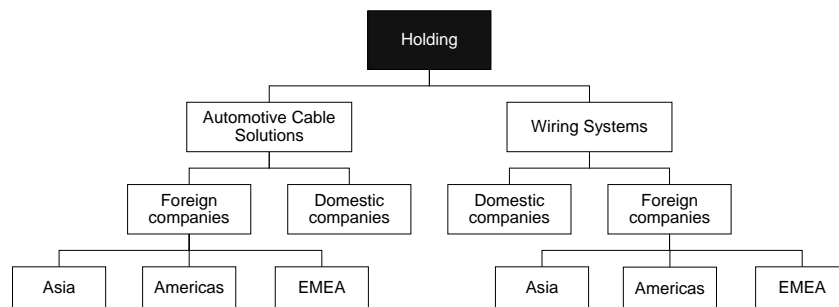 Holding
Automotive Cable
Solutions
Wiring Systems
Foreign
companies
Domestic
companies
Domestic
companies
Foreign
companies
Asia
Americas
EMEA
Asia
Americas
EMEA